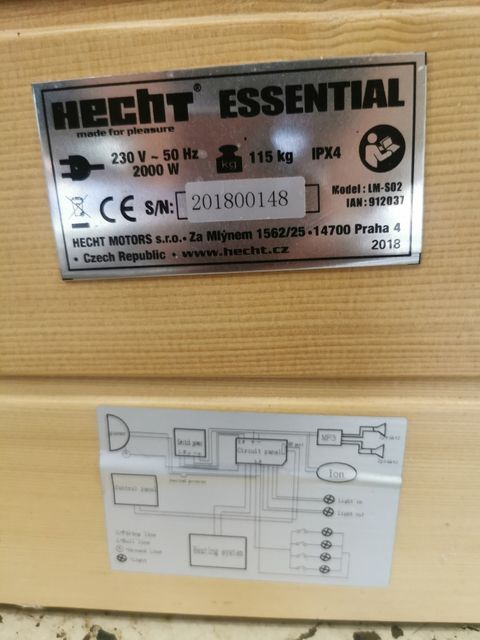 HECHT® ESSENTIAL
made for pleasure
230 V ~ 50 Hz
2000 W
kg
115 kg
IPX4
Model: LM-S02
IAN: 912037
CE S/N: 201800148
HECHT MOTORS s.r.o. • Za Mlýnem 1562/25 • 14700 Praha 4
• Czech Republic • www.hecht.cz
2018
Circuit panel
MP3
Ion
Light in
Light out
Control panel
Heating system